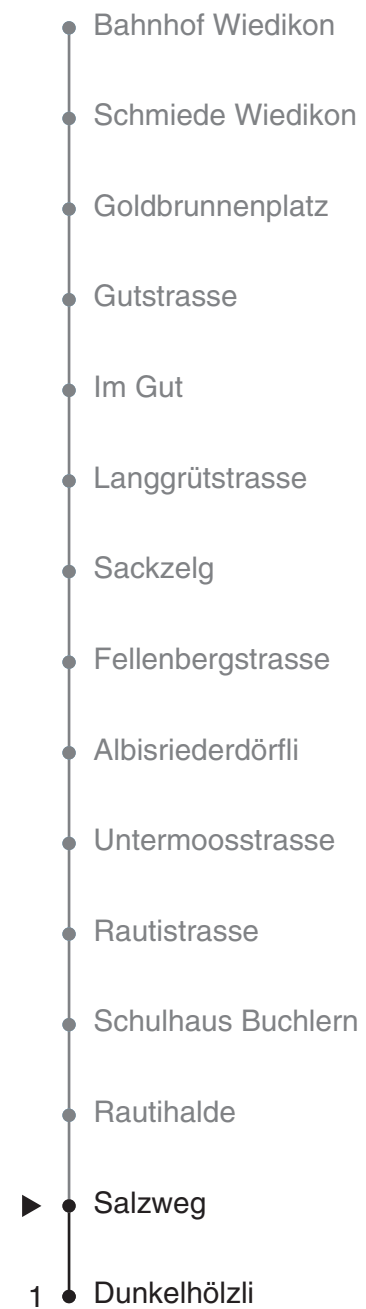 Bahnhof Wiedikon
Schmiede Wiedikon
Goldbrunnenplatz
Gutstrasse
Im Gut
Langgrütstrasse
Sackzelg
Fellenbergstrasse
Albisriederdörfli
Untermoosstrasse
Rautistrasse
Schulhaus Buchlern
Rautihalde
Salzweg
1 Dunkelhölzli